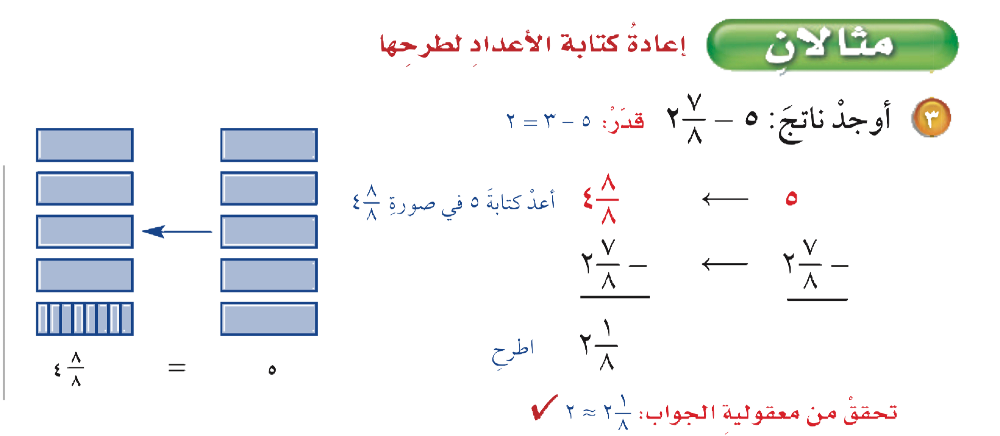 مثالانِ إعادةُ كتابة الأعدادِ لطرحِها
٣ أوجدْ ناتجَ: ٥ − ٢ ٧/٨ قدّرْ: ٥ − ٣ = ٢
٥ ← ٤ ٨/٨ أعدْ كتابةَ ٥ في صورةِ ٤ ٨/٨
− ٢ ٧/٨ ← − ٢ ٧/٨
٢ ١/٨ اطرحِ
٥ = ٤ ٨/٨
تحققْ من معقوليةِ الجواب: ٢ ١/٨ ≈ ٢ ✓